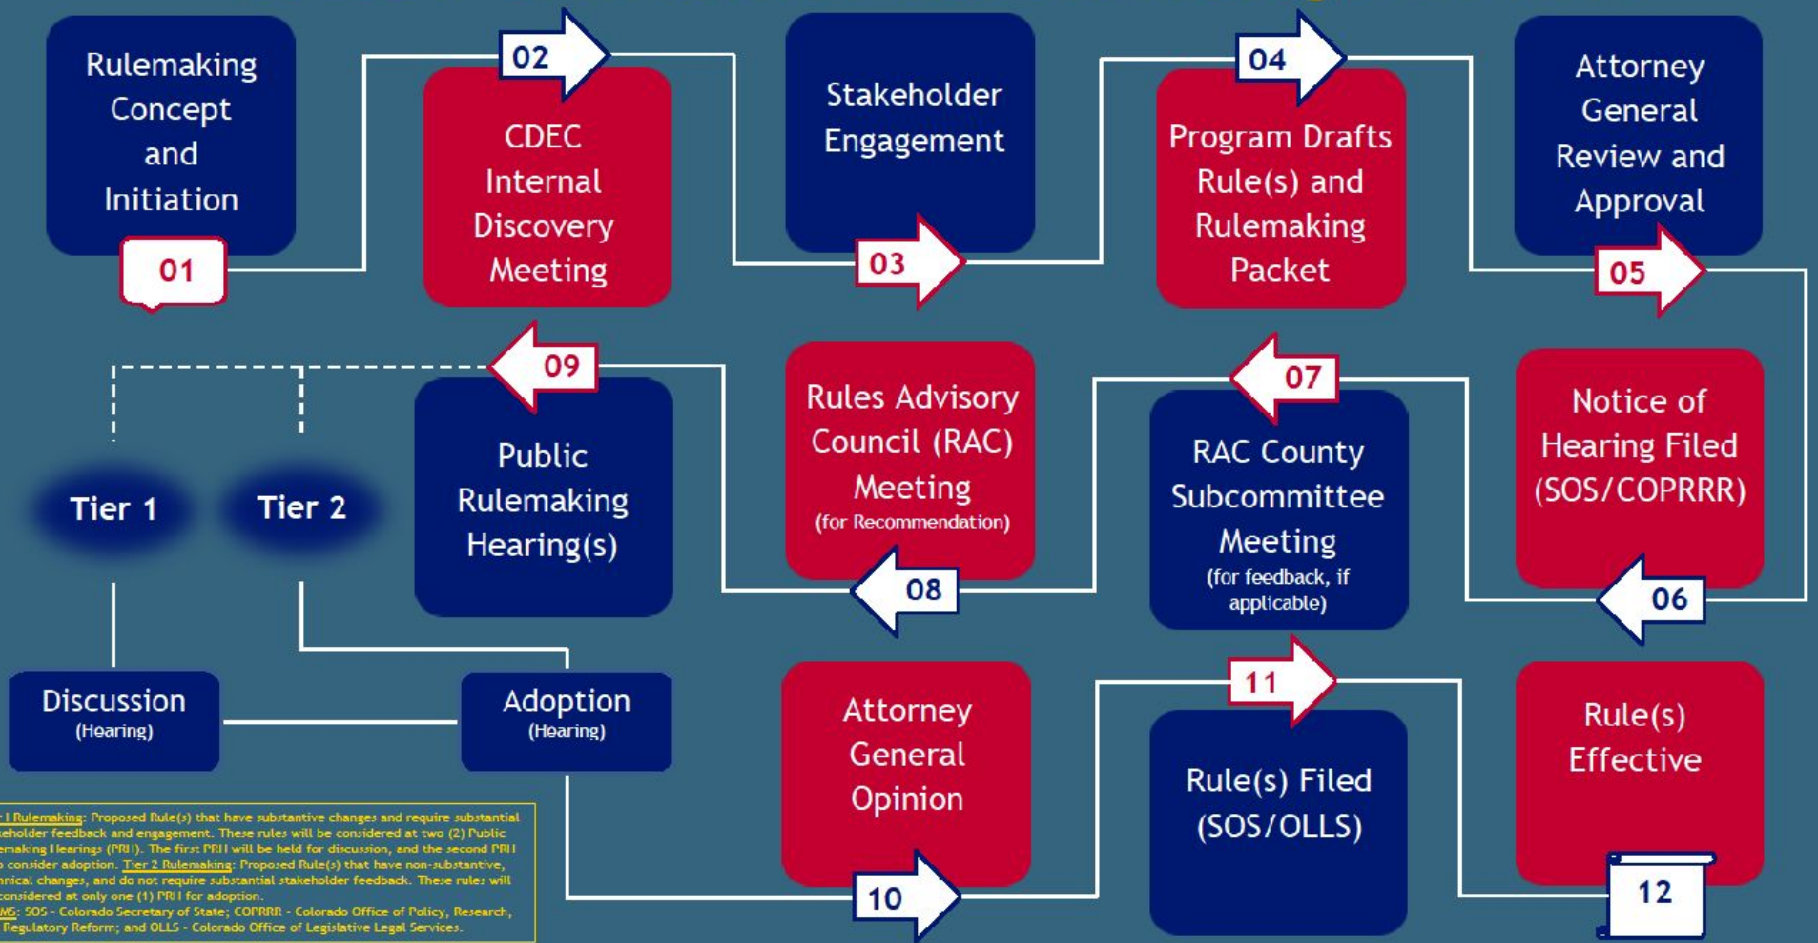 Rulemaking
Concept
and
Initiation
01
02
CDEC
Internal
Discovery
Meeting
Stakeholder
Engagement
03
04
Program Drafts
Rule(s) and
Rulemaking
Packet
Attorney
General
Review and
Approval
05
Notice of
Hearing Filed
(SOS/COPRRR)
06
07
RAC County
Subcommittee
Meeting
(for feedback, if
applicable)
Rules Advisory
Council (RAC)
Meeting
(for Recommendation)
08
09
Public
Rulemaking
Hearing(s)
Tier 1
Tier 2
Discussion
(Hearing)
Adoption
(Hearing)
Attorney
General
Opinion
10
11
Rule(s) Filed
(SOS/OLLS)
Rule(s)
Effective
12
Rulemaking: Proposed Rule(s) that have substantive changes and require substantial
feedback and engagement. These rules will be considered at two (2) Public
Hearings (PRH). The first PRH will be held for discussion, and the second PRH
consider adoption. Tier 2 Rulemaking: Proposed Rule(s) that have non-substantive,
changes, and do not require substantial stakeholder feedback. These rules will
considered at only one (1) PRH for adoption.
SOS - Colorado Secretary of State; COPRRR - Colorado Office of Policy, Research,
Regulatory Reform; and OLLS - Colorado Office of Legislative Legal Services.